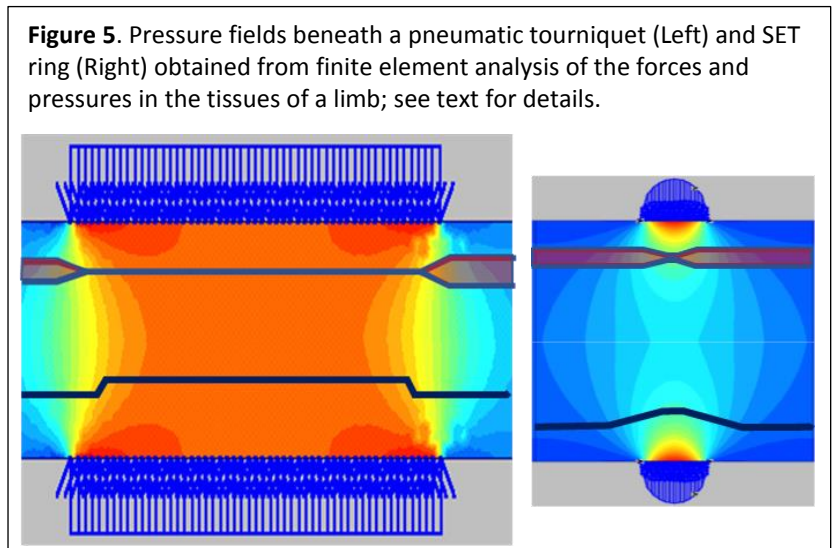 Figure 5. Pressure fields beneath a pneumatic tourniquet (Left) and SET
ring (Right) obtained from finite element analysis of the forces and
pressures in the tissues of a limb; see text for details.